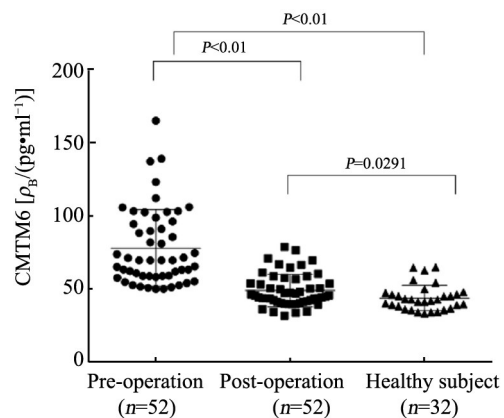 P<0.01
P<0.01
P=0.0291
CMTM6 [ρB/(pg•ml⁻¹)]
200
150
100
50
0
Pre-operation Post-operation Healthy subject
(n=52) (n=52) (n=32)